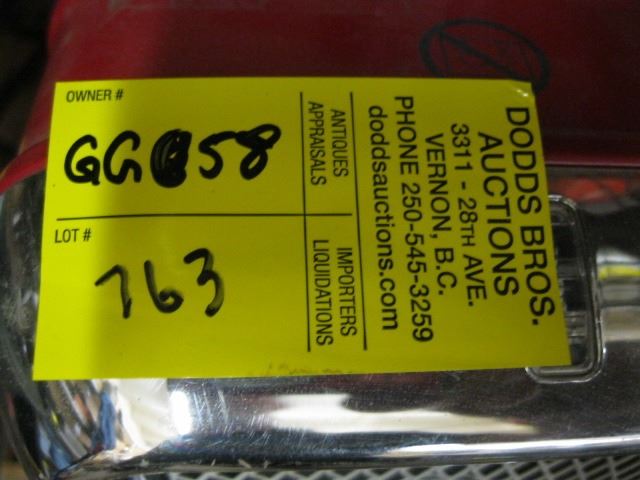 OWNER #
GG 58
LOT #
763
ANTIQUES
APPRAISALS
IMPORTERS
LIQUIDATIONS
DODDS BROS.
AUCTIONS
3311 - 28TH AVE.
VERNON, B.C.
PHONE 250-545-3259
doddsauctions.com